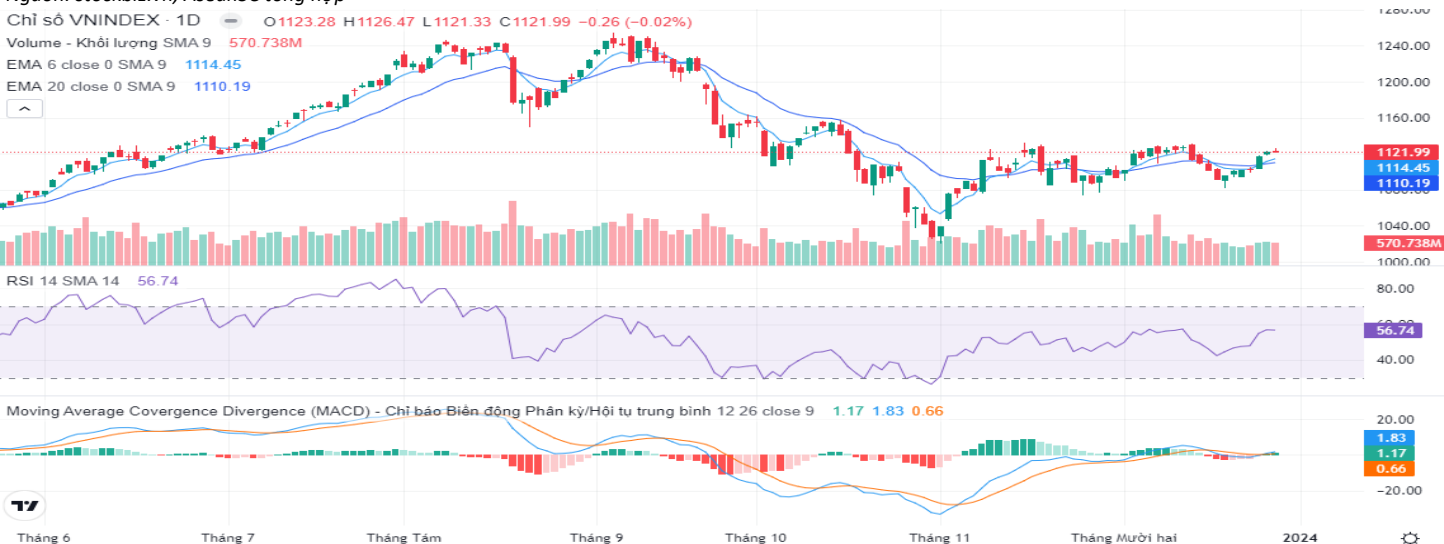 Chỉ số VNINDEX · 1D O1123.28 H1126.47 L1121.33 C1121.99 −0.26 (−0.02%)
Volume - Khối lượng SMA 9 570.738M
EMA 6 close 0 SMA 9 1114.45
EMA 20 close 0 SMA 9 1110.19
1240.00
1200.00
1160.00
1121.99
1114.45
1110.19
1040.00
570.738M
1000.00
RSI 14 SMA 14 56.74
80.00
56.74
40.00
Moving Average Covergence Divergence (MACD) - Chỉ báo Biến động Phân kỳ/Hội tụ trung bình 12 26 close 9 1.17 1.83 0.66
20.00
1.83
1.17
0.66
−20.00
Tháng 6 Tháng 7 Tháng Tám Tháng 9 Tháng 10 Tháng 11 Tháng Mười hai 2024